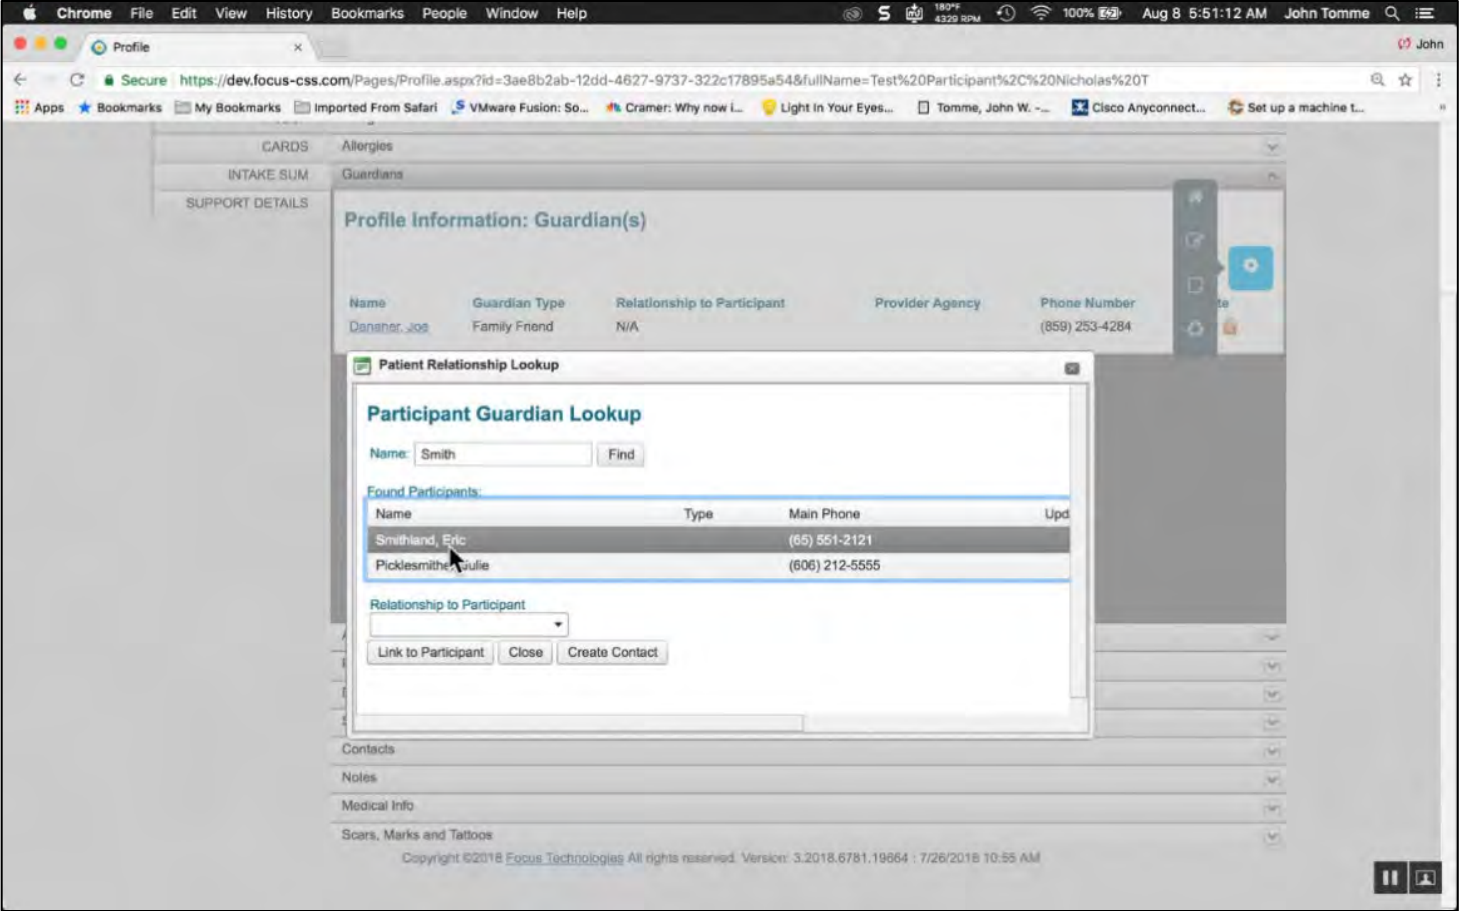 Chrome File Edit View History Bookmarks People Window Help 180°F 4329 RPM 100% Aug 8 5:51:12 AM John Tomme
Profile John
Secure https://dev.focus-css.com/Pages/Profile.aspx?id=3ae8b2ab-12dd-4627-9737-322c17895a54&fullName=Test%20Participant%2C%20Nicholas%20T
Apps Bookmarks My Bookmarks Imported From Safari VMware Fusion: So... Cramer: Why now i... Light In Your Eyes... Tomme, John W. -... Cisco Anyconnect... Set up a machine t...
CARDS Allergies
INTAKE SUM Guardians
SUPPORT DETAILS
Profile Information: Guardian(s)
Name Guardian Type Relationship to Participant Provider Agency Phone Number
Family Friend N/A (859) 253-4284
Patient Relationship Lookup
Participant Guardian Lookup
Name: Smith Find
Found Participants:
Name Type Main Phone Upd
Smithland, Eric (65) 551-2121
Julie (606) 212-5555
Relationship to Participant
Link to Participant Close Create Contact
Contacts
Notes
Medical Info
Scars, Marks and Tattoos
Copyright ©2018 Focus Technologies All rights reserved. Version: 3.2018.6781.19664 : 7/26/2018 10:55 AM